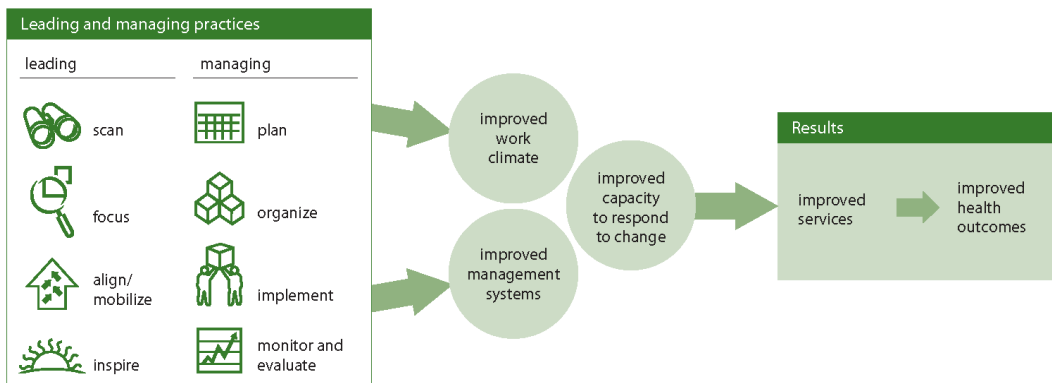 Leading and managing practices
leading
managing
scan
plan
focus
organize
align/
mobilize
implement
inspire
monitor and
evaluate
improved
work
climate
improved
management
systems
improved
capacity
to respond
to change
Results
improved
services
improved
health
outcomes